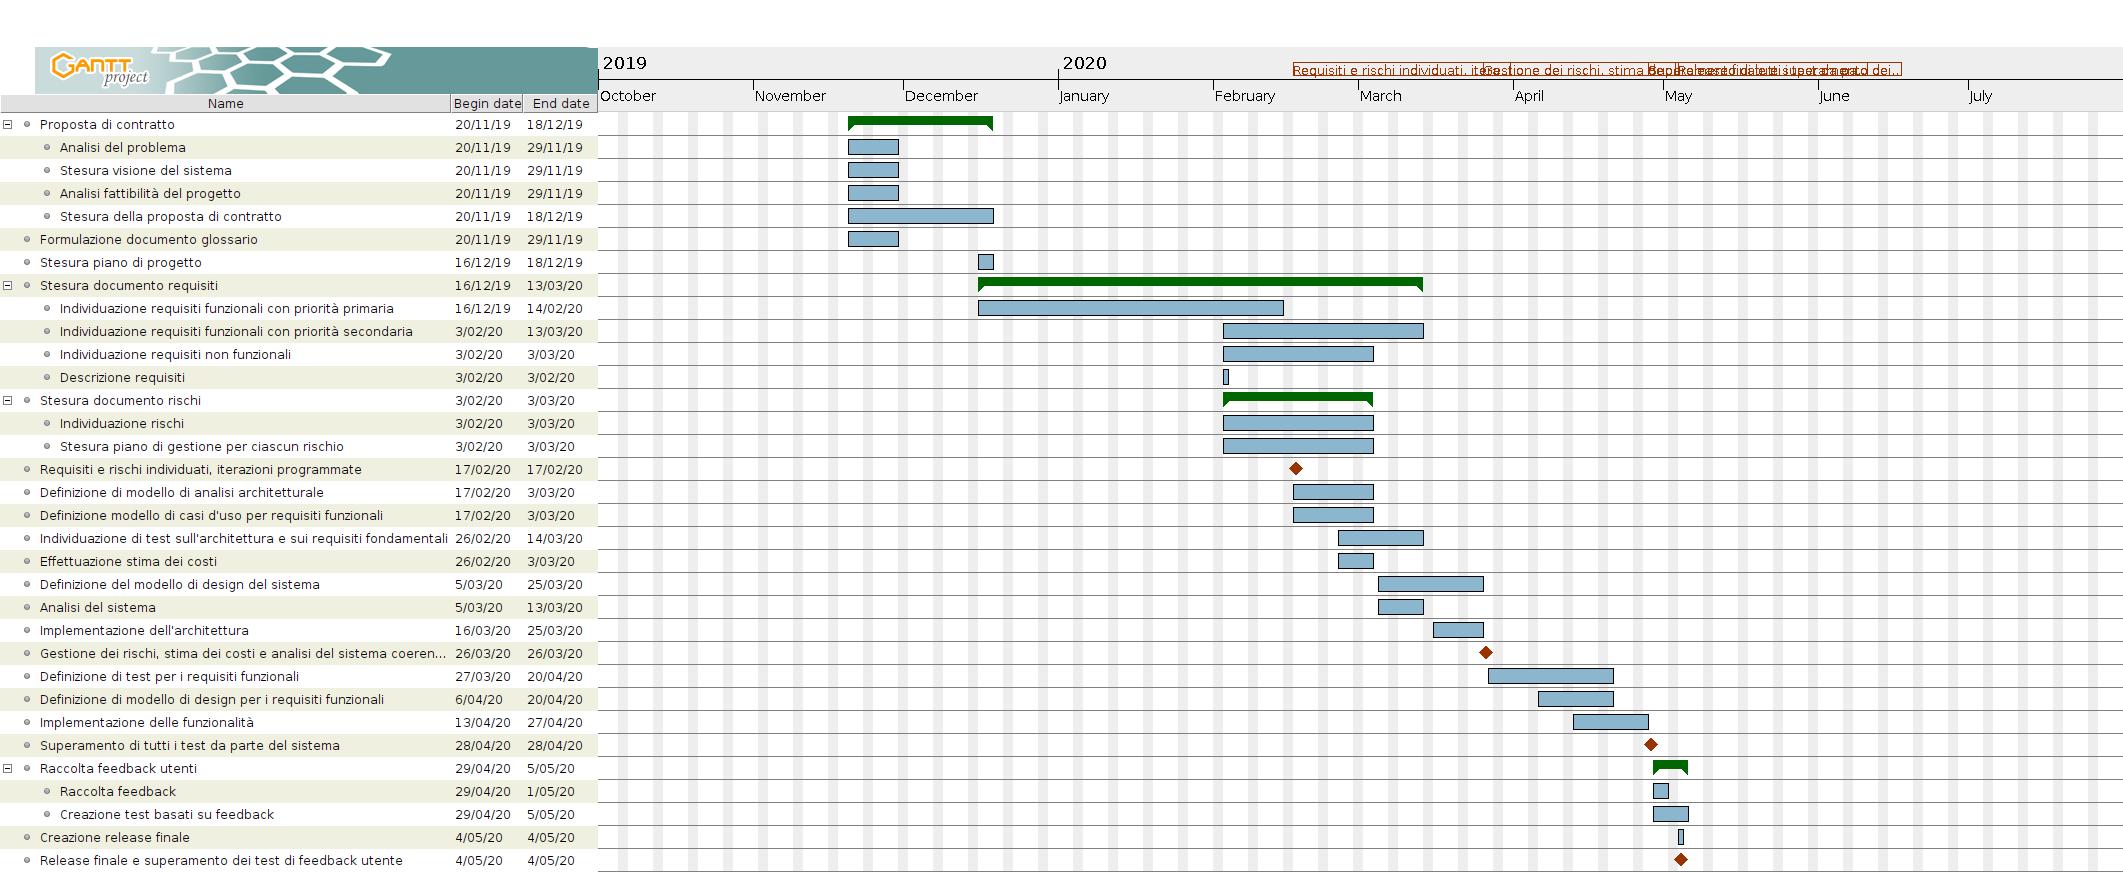 GANTT
project
2019
2020
Requisiti e rischi individuati, itera
Gestione dei rischi, stima
October
November
December
January
February
March
April
May
June
July
Name Begin date End date
Proposta di contratto 20/11/19 18/12/19
Analisi del problema 20/11/19 29/11/19
Stesura visione del sistema 20/11/19 29/11/19
Analisi fattibilità del progetto 20/11/19 29/11/19
Stesura della proposta di contratto 20/11/19 18/12/19
Formulazione documento glossario 20/11/19 29/11/19
Stesura piano di progetto 16/12/19 18/12/19
Stesura documento requisiti 16/12/19 13/03/20
Individuazione requisiti funzionali con priorità primaria 16/12/19 14/02/20
Individuazione requisiti funzionali con priorità secondaria 3/02/20 13/03/20
Individuazione requisiti non funzionali 3/02/20 3/03/20
Descrizione requisiti 3/02/20 3/02/20
Stesura documento rischi 3/02/20 3/03/20
Individuazione rischi 3/02/20 3/03/20
Stesura piano di gestione per ciascun rischio 3/02/20 3/03/20
Requisiti e rischi individuati, iterazioni programmate 17/02/20 17/02/20
Definizione di modello di analisi architetturale 17/02/20 3/03/20
Definizione modello di casi d'uso per requisiti funzionali 17/02/20 3/03/20
Individuazione di test sull'architettura e sui requisiti fondamentali 26/02/20 14/03/20
Effettuazione stima dei costi 26/02/20 3/03/20
Definizione del modello di design del sistema 5/03/20 25/03/20
Analisi del sistema 5/03/20 13/03/20
Implementazione dell'architettura 16/03/20 25/03/20
Gestione dei rischi, stima dei costi e analisi del sistema coeren... 26/03/20 26/03/20
Definizione di test per i requisiti funzionali 27/03/20 20/04/20
Definizione di modello di design per i requisiti funzionali 6/04/20 20/04/20
Implementazione delle funzionalità 13/04/20 27/04/20
Superamento di tutti i test da parte del sistema 28/04/20 28/04/20
Raccolta feedback utenti 29/04/20 5/05/20
Raccolta feedback 29/04/20 1/05/20
Creazione test basati su feedback 29/04/20 5/05/20
Creazione release finale 4/05/20 4/05/20
Release finale e superamento dei test di feedback utente 4/05/20 4/05/20